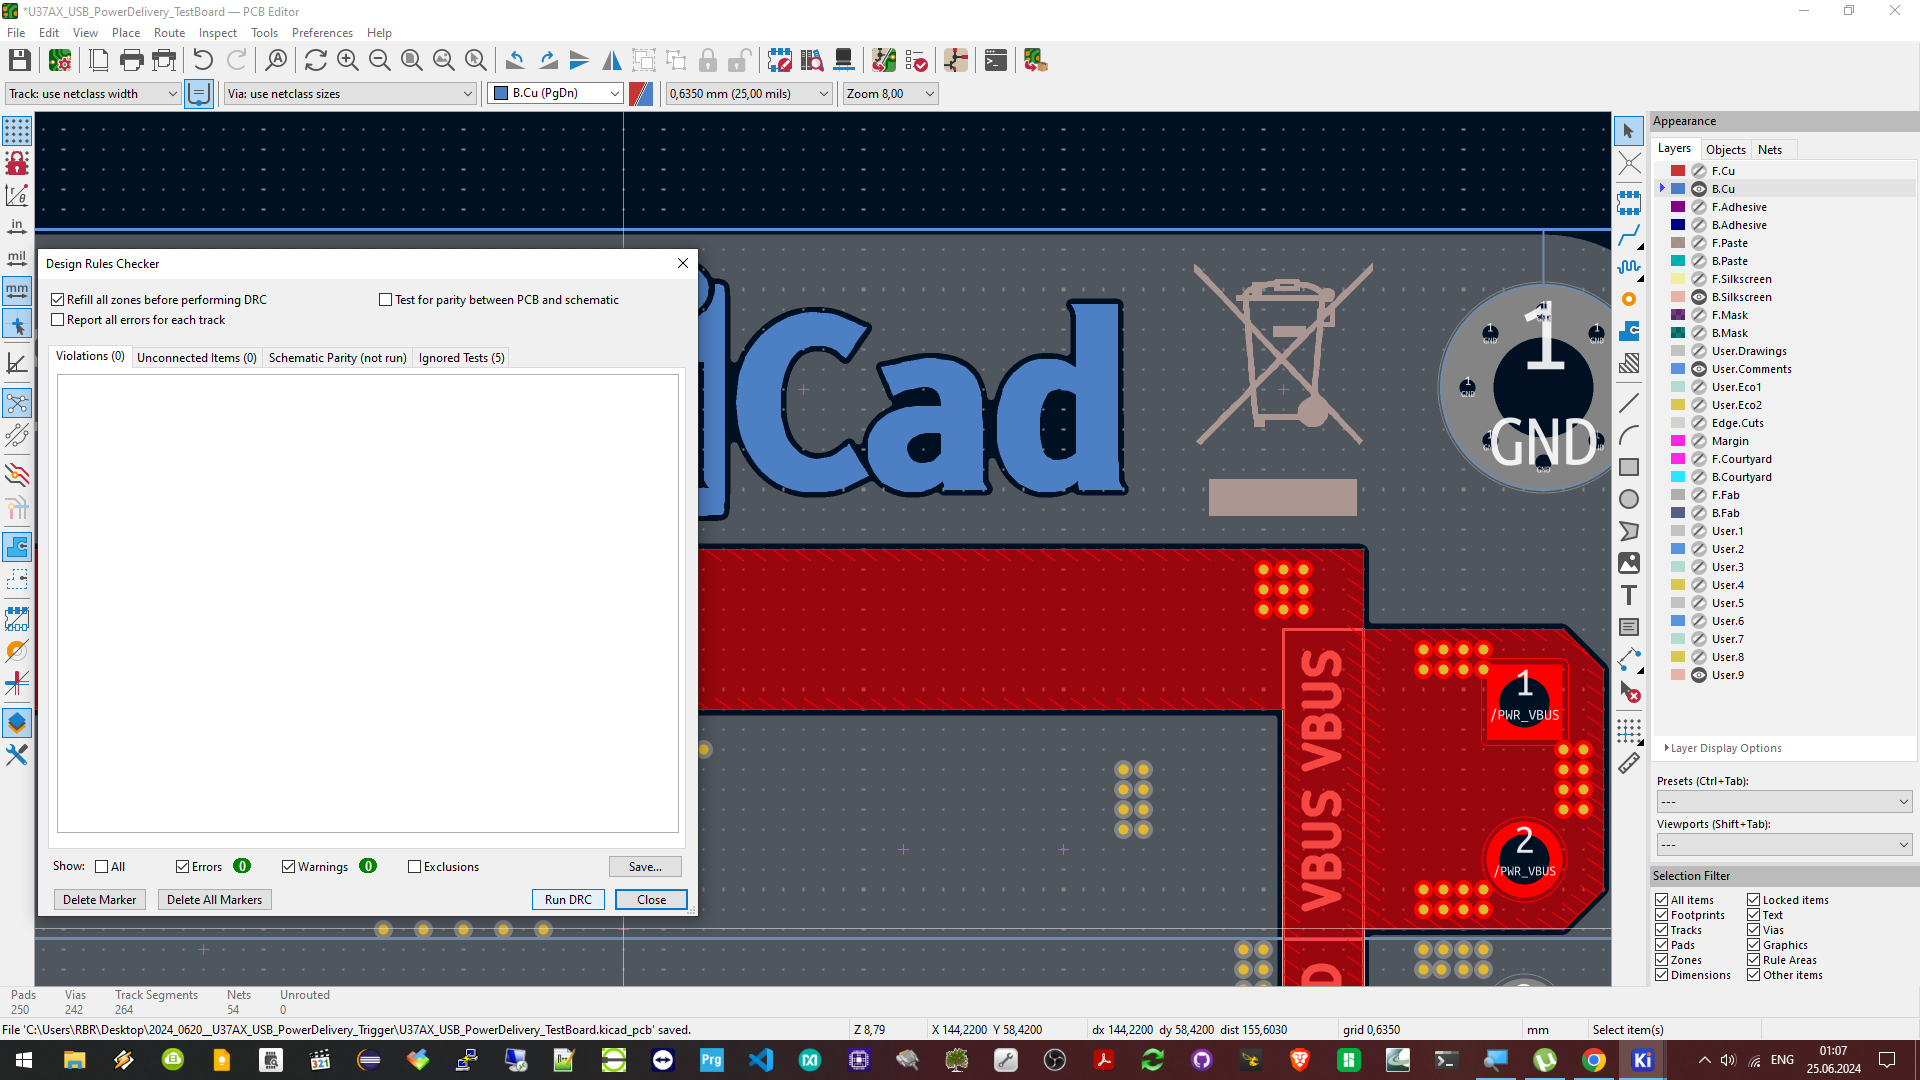 *U37AX_USB_PowerDelivery_TestBoard — PCB Editor
File Edit View Place Route Inspect Tools Preferences Help
Track: use netclass width
Via: use netclass sizes
B.Cu (PgDn)
0,6350 mm (25,00 mils)
Zoom 8,00
in
mil
mm
Design Rules Checker
Refill all zones before performing DRC
Test for parity between PCB and schematic
Report all errors for each track
Violations (0)
Unconnected Items (0)
Schematic Parity (not run)
Ignored Tests (5)
Show:
All
Errors
0
Warnings
0
Exclusions
Save...
Delete Marker
Delete All Markers
Run DRC
Close
Cad
1
GND
1
GND
1
GND
1
GND
GND
VBUS VBUS
1
/PWR_VBUS
2
/PWR_VBUS
Appearance
Layers
Objects
Nets
F.Cu
B.Cu
F.Adhesive
B.Adhesive
F.Paste
B.Paste
F.Silkscreen
B.Silkscreen
F.Mask
B.Mask
User.Drawings
User.Comments
User.Eco1
User.Eco2
Edge.Cuts
Margin
F.Courtyard
B.Courtyard
F.Fab
B.Fab
User.1
User.2
User.3
User.4
User.5
User.6
User.7
User.8
User.9
Layer Display Options
Presets (Ctrl+Tab):
---
Viewports (Shift+Tab):
---
Selection Filter
All items
Locked items
Footprints
Text
Tracks
Vias
Pads
Graphics
Zones
Rule Areas
Dimensions
Other items
Pads Vias Track Segments Nets Unrouted
250 242 264 54 0
File 'C:\Users\RBR\Desktop\2024_0620__U37AX_USB_PowerDelivery_Trigger\U37AX_USB_PowerDelivery_TestBoard.kicad_pcb' saved.
Z 8,79
X 144,2200 Y 58,4200
dx 144,2200 dy 58,4200 dist 155,6030
grid 0,6350
mm
Select item(s)
321
Prg
Ki
ENG
01:07
25.06.2024